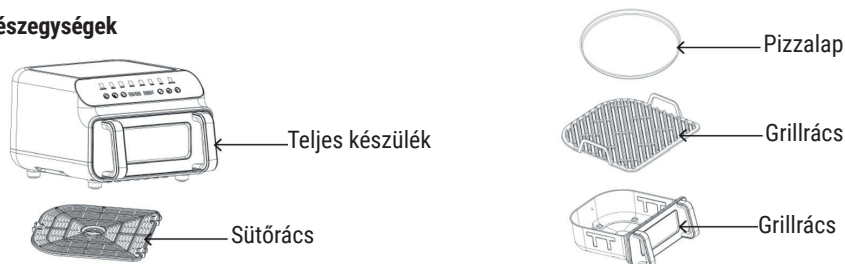 észegységek
Teljes készülék
Sütőrács
Pizzalap
Grillrács
Grillrács